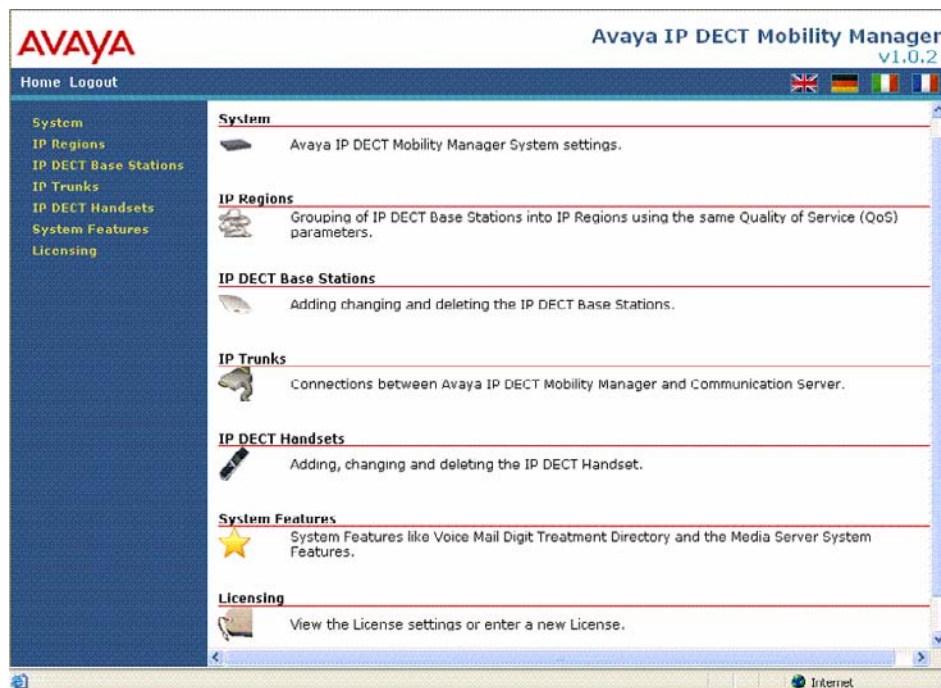 AVAYA
Avaya IP DECT Mobility Manager
v1.0.2
Home Logout
System
IP Regions
IP DECT Base Stations
IP Trunks
IP DECT Handsets
System Features
Licensing
System
Avaya IP DECT Mobility Manager System settings.
IP Regions
Grouping of IP DECT Base Stations into IP Regions using the same Quality of Service (QoS)
parameters.
IP DECT Base Stations
Adding changing and deleting the IP DECT Base Stations.
IP Trunks
Connections between Avaya IP DECT Mobility Manager and Communication Server.
IP DECT Handsets
Adding, changing and deleting the IP DECT Handset.
System Features
System Features like Voice Mail Digit Treatment Directory and the Media Server System
Features.
Licensing
View the License settings or enter a new License.
Internet